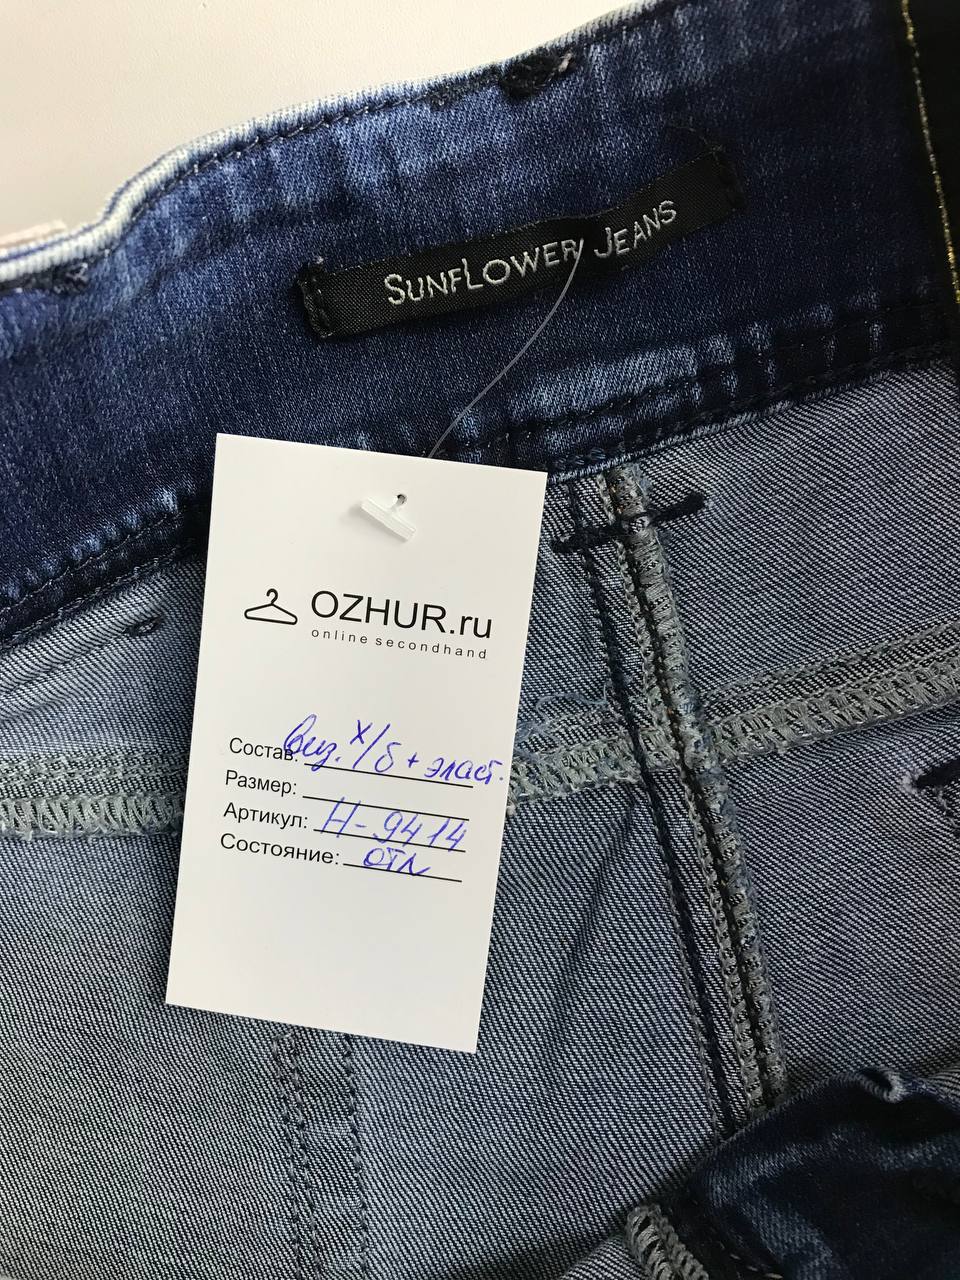 SUNFLOWER JEANS
OZHUR.ru
online secondhand
Состав: виз. х/б + эласт.
Размер:
Артикул: Н-9414
Состояние: отл